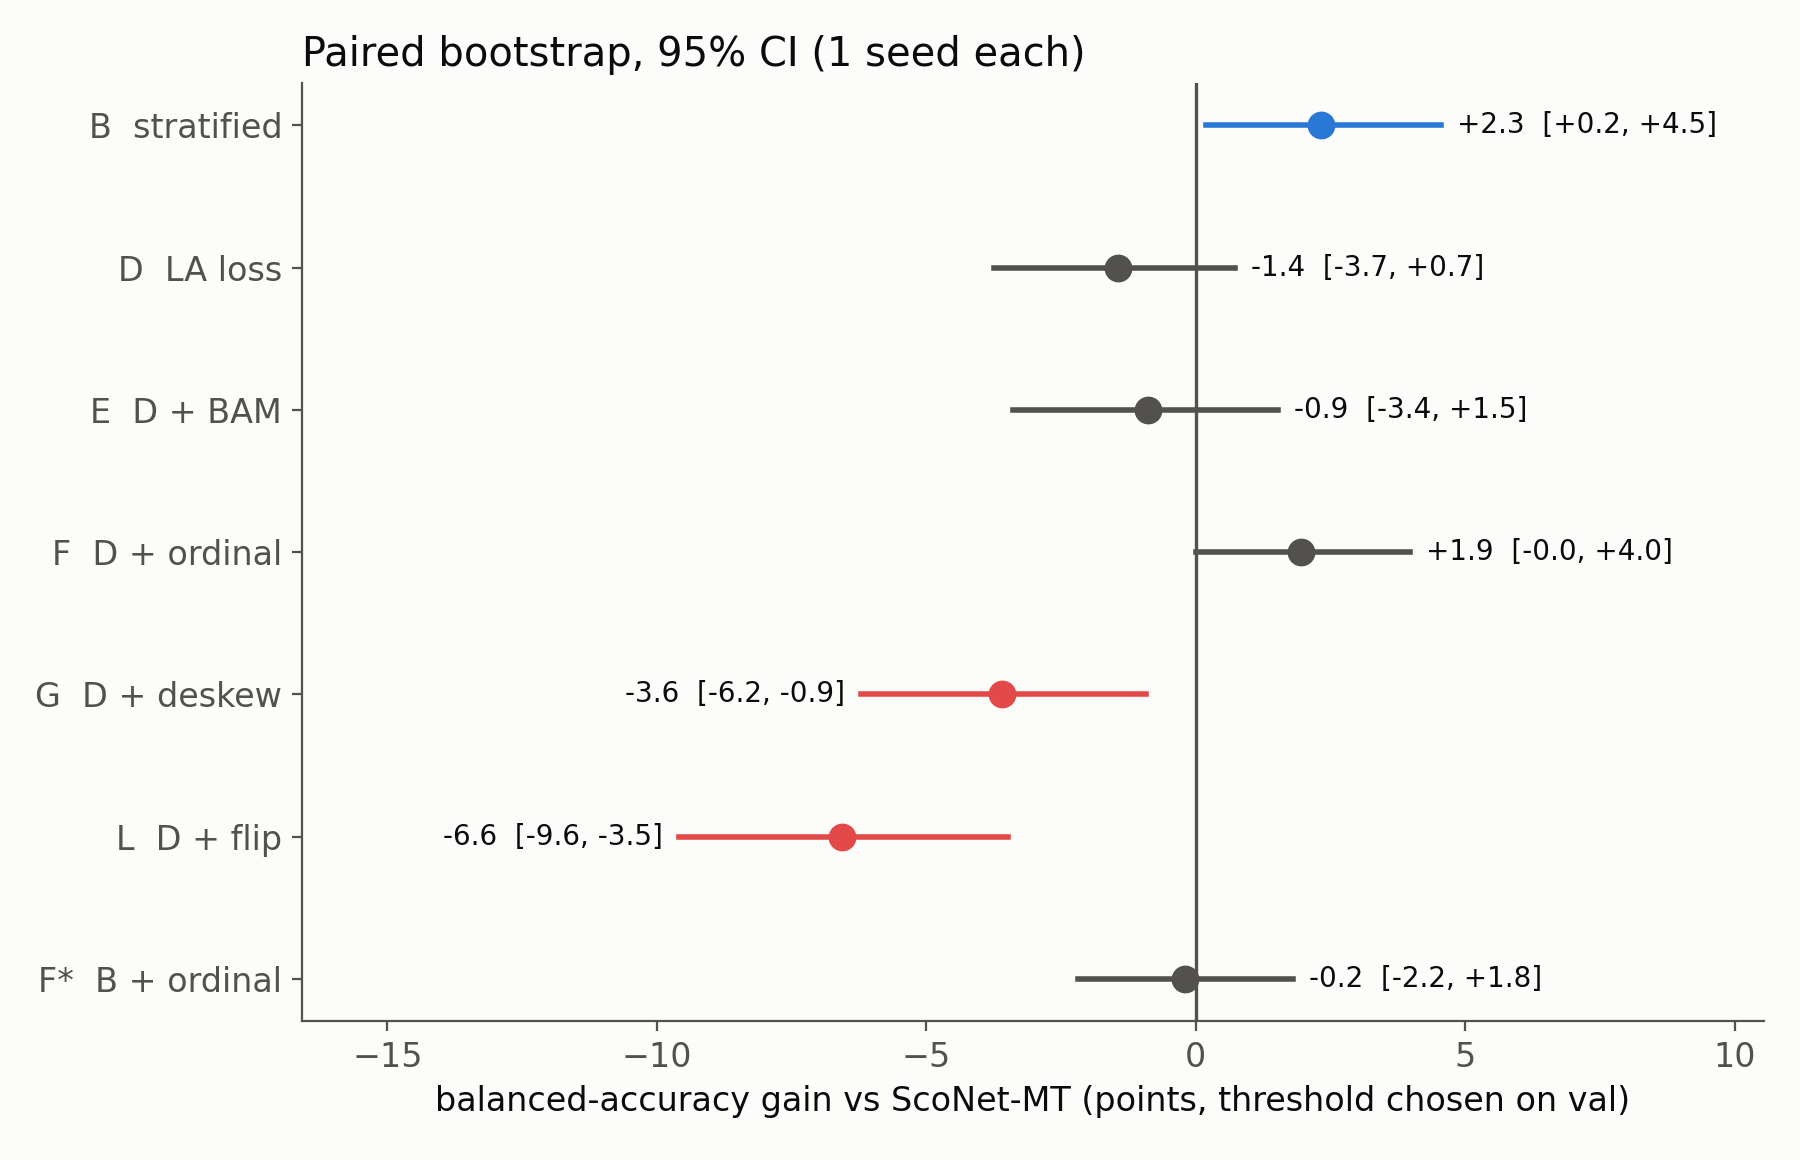 Paired bootstrap, 95% CI (1 seed each)
B  stratified
+2.3  [+0.2, +4.5]
D  LA loss
-1.4  [-3.7, +0.7]
E  D + BAM
-0.9  [-3.4, +1.5]
F  D + ordinal
+1.9  [-0.0, +4.0]
G  D + deskew
-3.6  [-6.2, -0.9]
L  D + flip
-6.6  [-9.6, -3.5]
F*  B + ordinal
-0.2  [-2.2, +1.8]
−15 −10 −5 0 5 10
balanced-accuracy gain vs ScoNet-MT (points, threshold chosen on val)